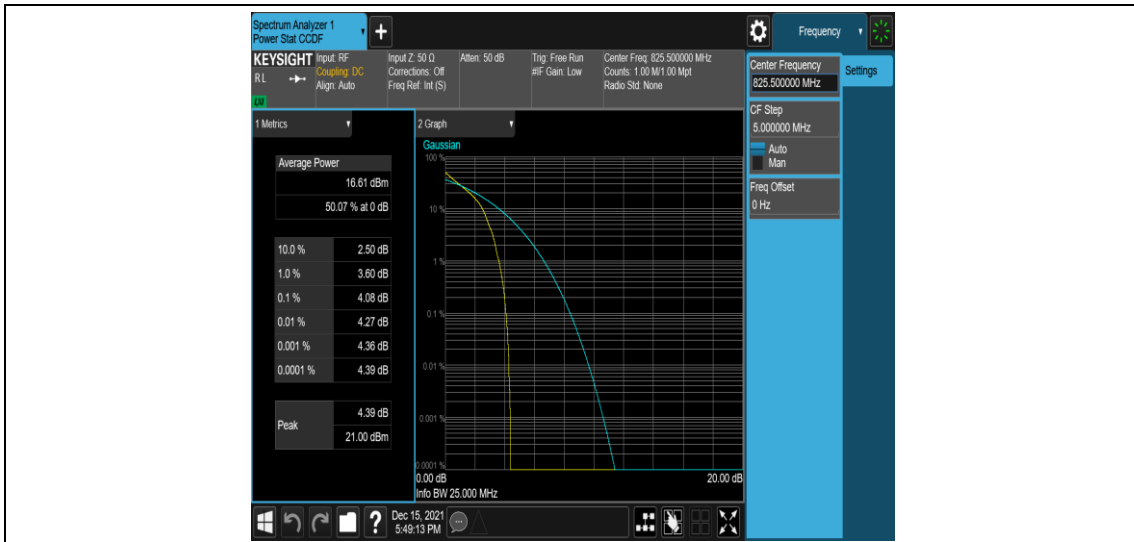 Spectrum Analyzer 1
Power Stat CCDF
Frequency
KEYSIGHT
RL
LXI
Input: RF
Coupling: DC
Align: Auto
Input Z: 50 Ω
Corrections: Off
Freq Ref: Int (S)
Atten: 50 dB
Trig: Free Run
#IF Gain: Low
Center Freq: 825.500000 MHz
Counts: 1.00 M/1.00 Mpt
Radio Std: None
Center Frequency
825.500000 MHz
Settings
CF Step
5.000000 MHz
Auto
Man
Freq Offset
0 Hz
1 Metrics
Average Power
16.61 dBm
50.07 % at 0 dB
10.0 % 2.50 dB
1.0 % 3.60 dB
0.1 % 4.08 dB
0.01 % 4.27 dB
0.001 % 4.36 dB
0.0001 % 4.39 dB
Peak
4.39 dB
21.00 dBm
2 Graph
Gaussian
100 %
10 %
1 %
0.1 %
0.01 %
0.001 %
0.0001 %
0.00 dB 20.00 dB
Info BW 25.000 MHz
?
Dec 15, 2021
5:49:13 PM